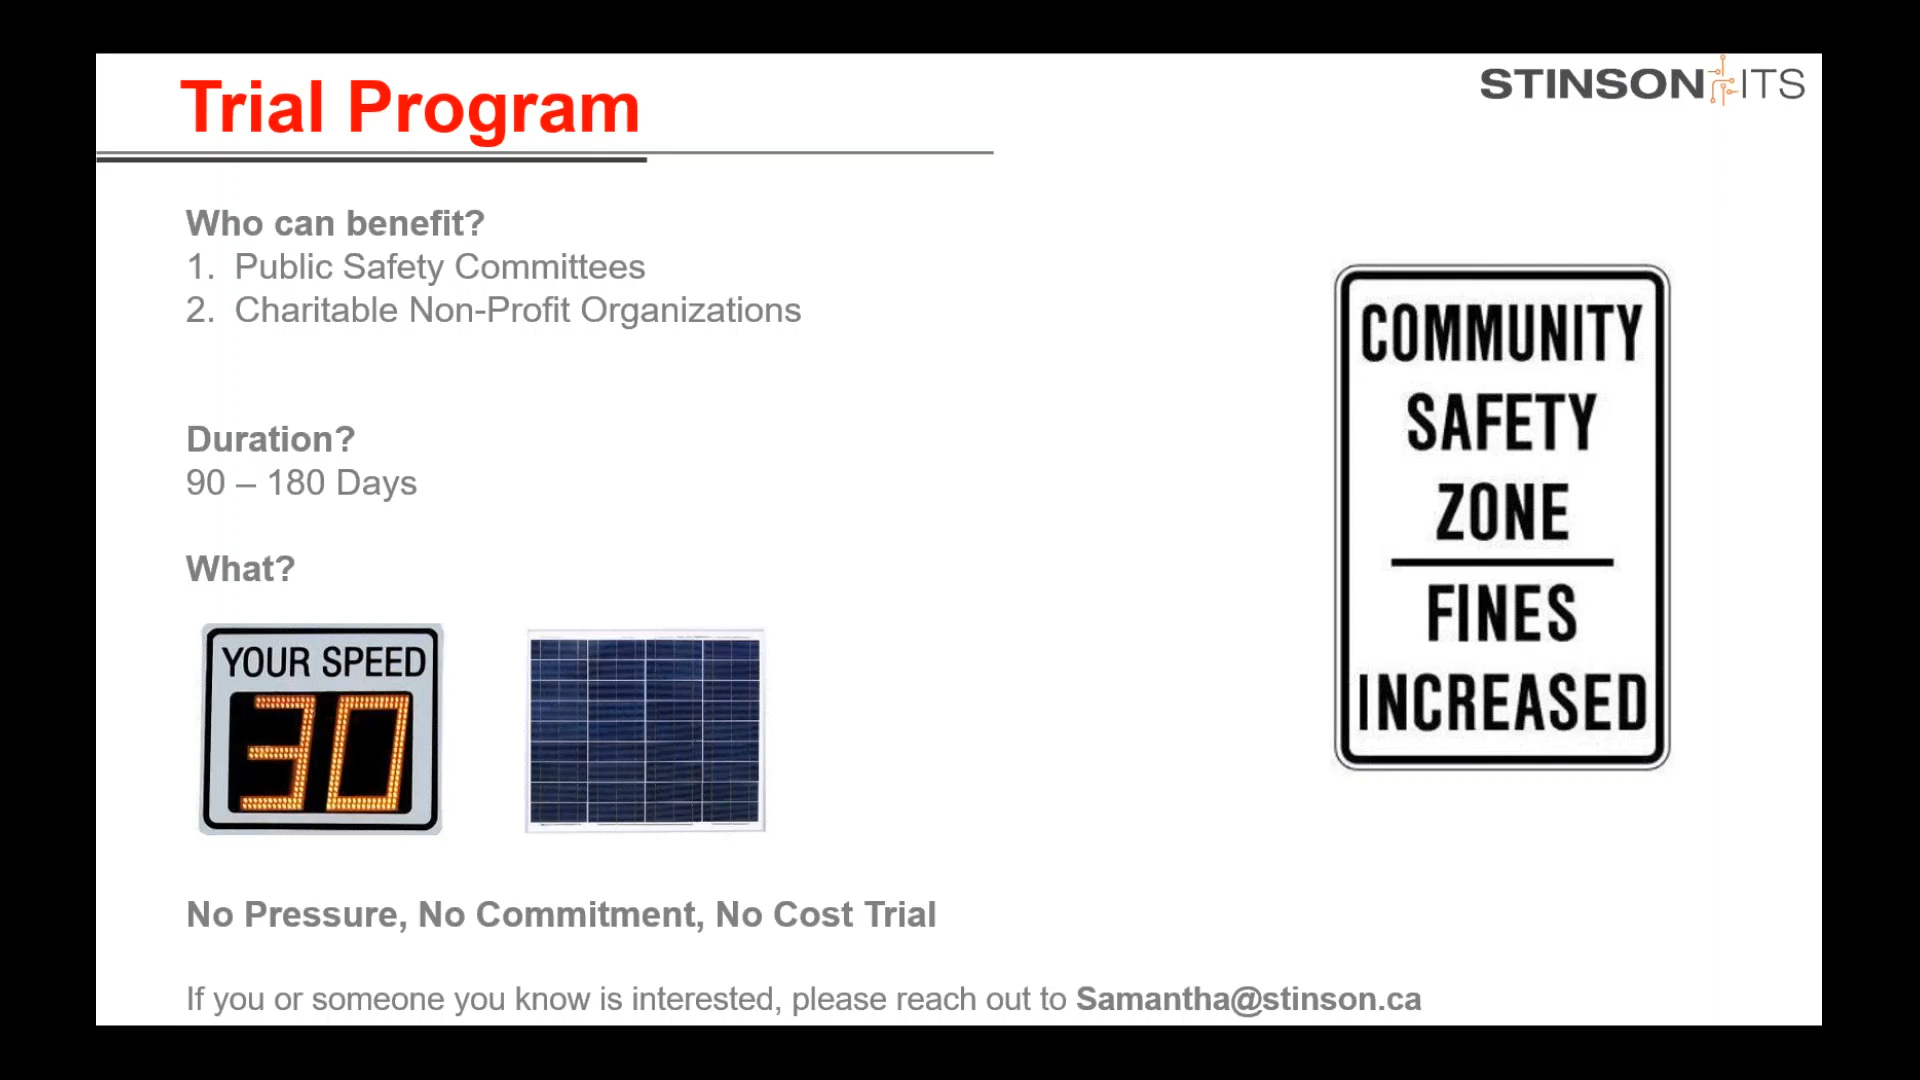 Trial Program
STINSON ITS
Who can benefit?
1. Public Safety Committees
2. Charitable Non-Profit Organizations
Duration?
90 – 180 Days
What?
YOUR SPEED
30
COMMUNITY
SAFETY
ZONE
FINES
INCREASED
No Pressure, No Commitment, No Cost Trial
If you or someone you know is interested, please reach out to Samantha@stinson.ca